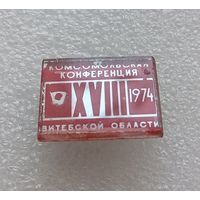 КОМСОМОЛЬСКАЯ
КОНФЕРЕНЦИЯ
XVIII 1974
ВИТЕБСКОЙ ОБЛАСТИ